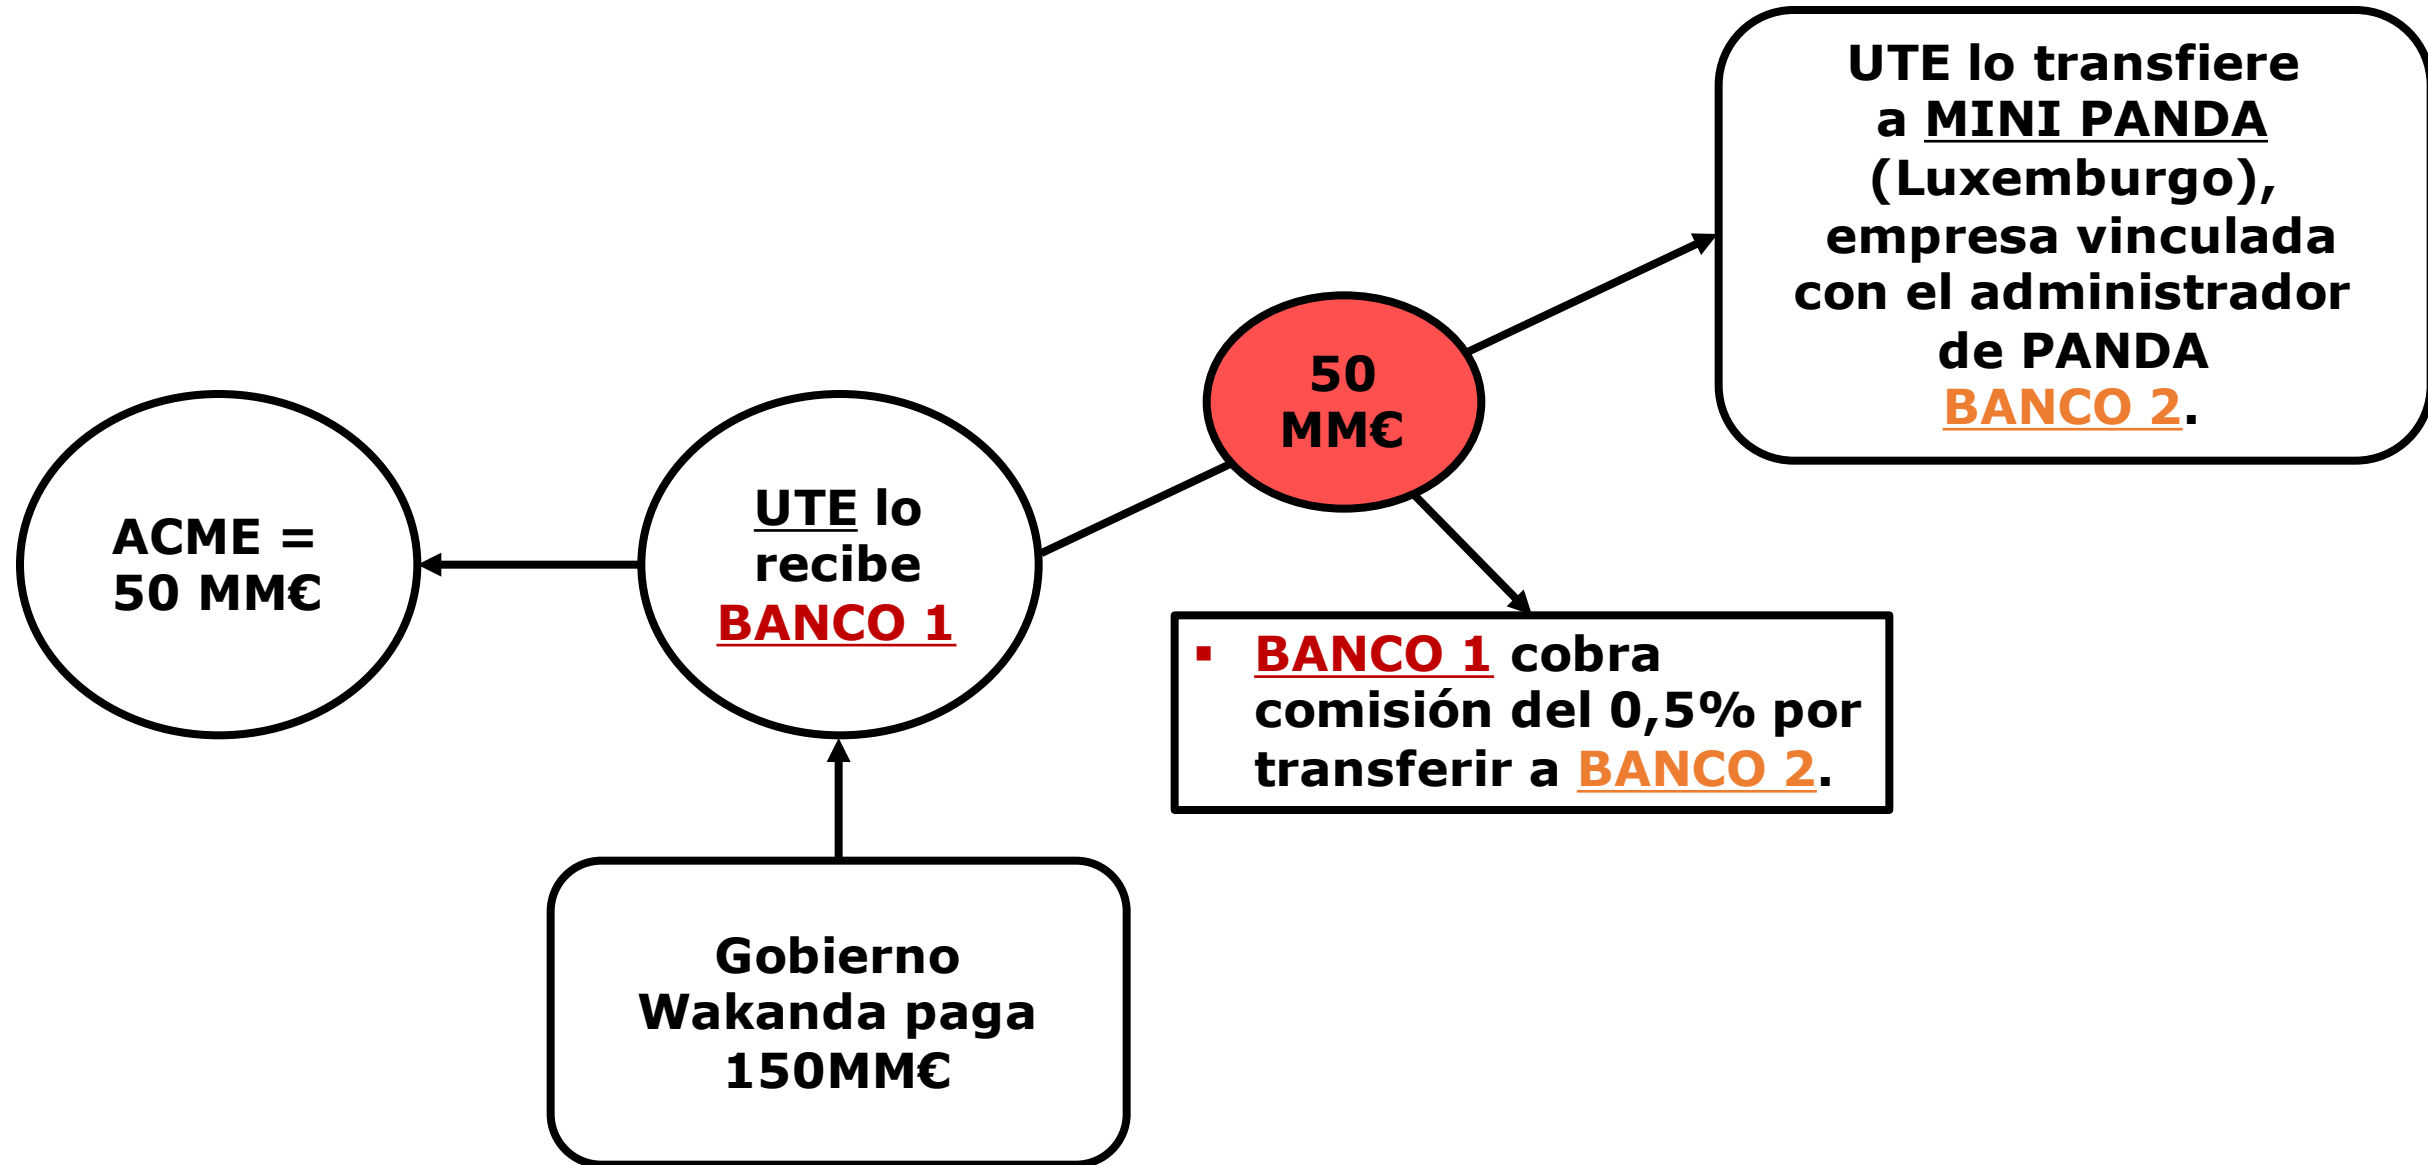 UTE lo transfiere
a MINI PANDA
(Luxemburgo),
empresa vinculada
con el administrador
de PANDA
BANCO 2.
50
MM€
ACME =
50 MM€
UTE lo
recibe
BANCO 1
▪ BANCO 1 cobra
comisión del 0,5% por
transferir a BANCO 2.
Gobierno
Wakanda paga
150MM€